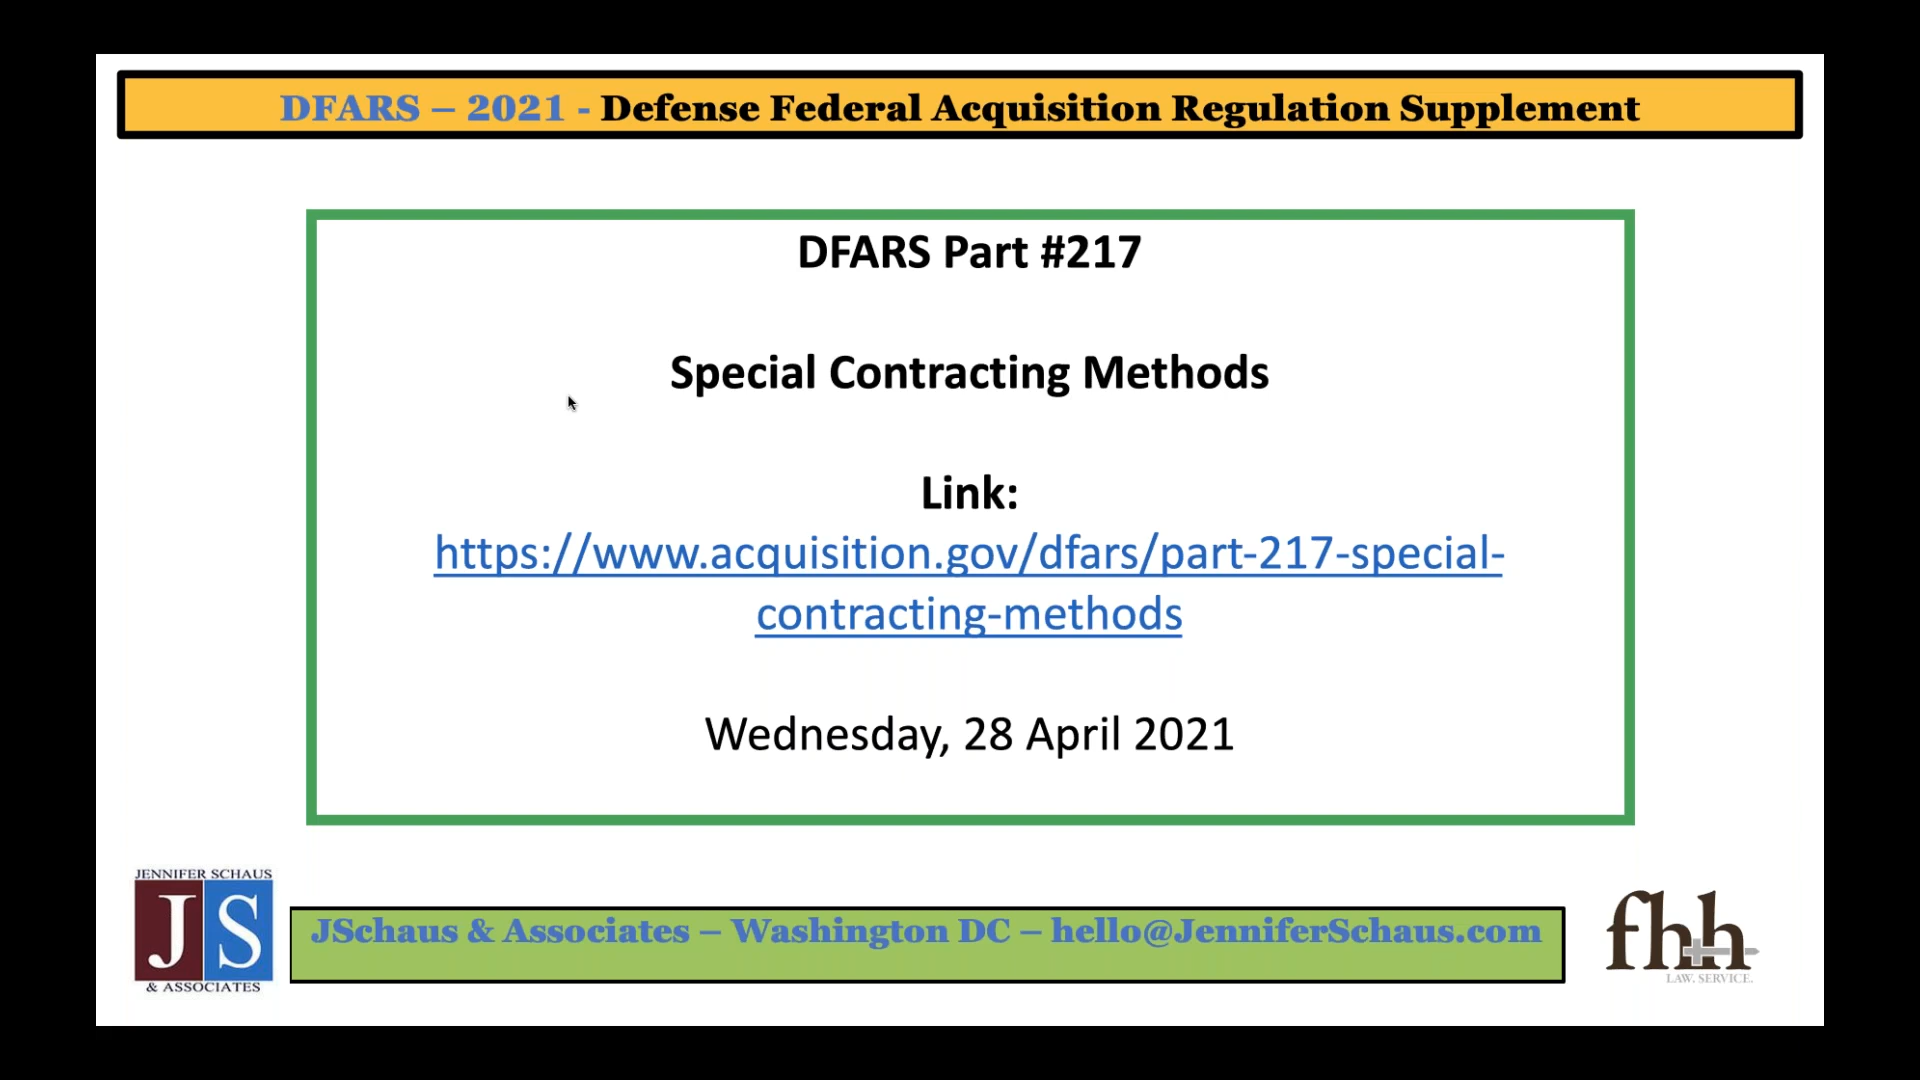 DFARS – 2021 - Defense Federal Acquisition Regulation Supplement
DFARS Part #217
Special Contracting Methods
Link:
https://www.acquisition.gov/dfars/part-217-special-
contracting-methods
Wednesday, 28 April 2021
JENNIFER SCHAUS
JS
& ASSOCIATES
JSchaus & Associates – Washington DC – hello@JenniferSchaus.com
fhh
LAW. SERVICE.